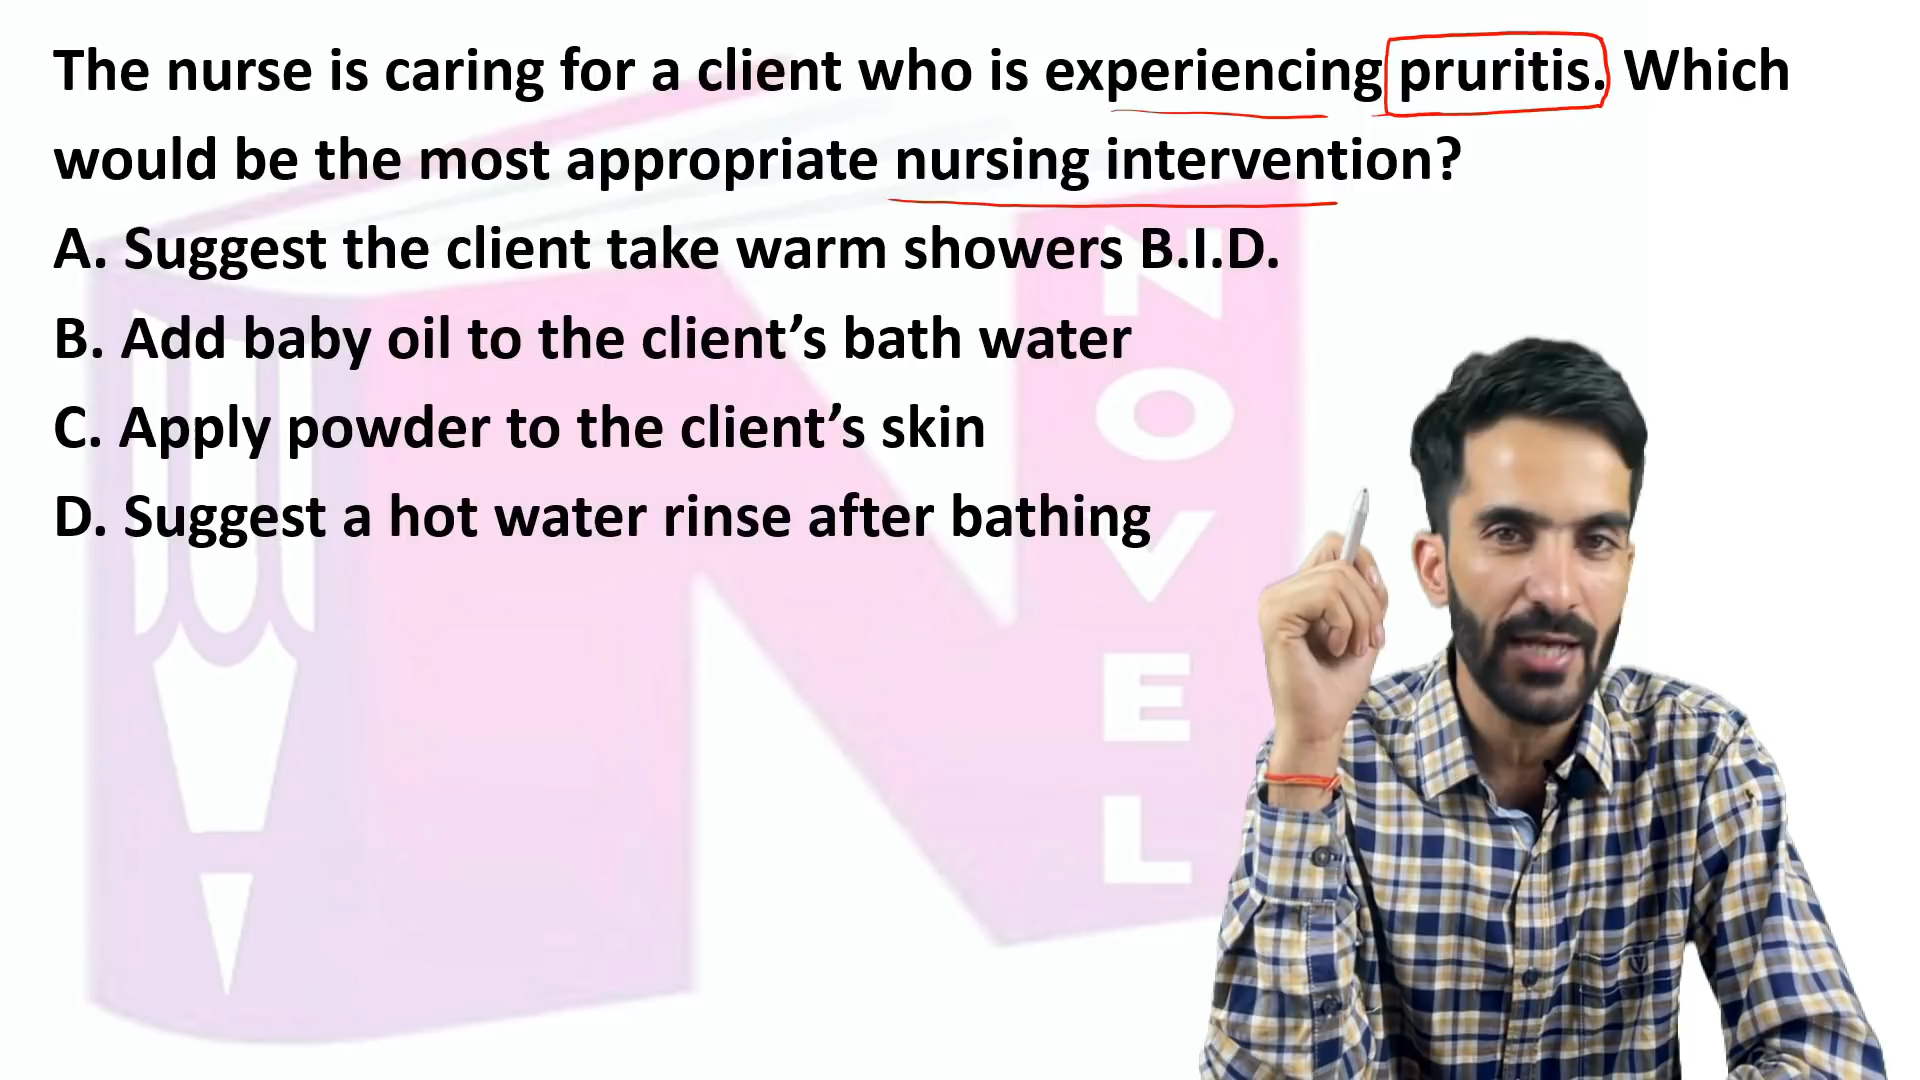 The nurse is caring for a client who is experiencing pruritis. Which
would be the most appropriate nursing intervention?
A. Suggest the client take warm showers B.I.D.
B. Add baby oil to the client’s bath water
C. Apply powder to the client’s skin
D. Suggest a hot water rinse after bathing
NOVEL